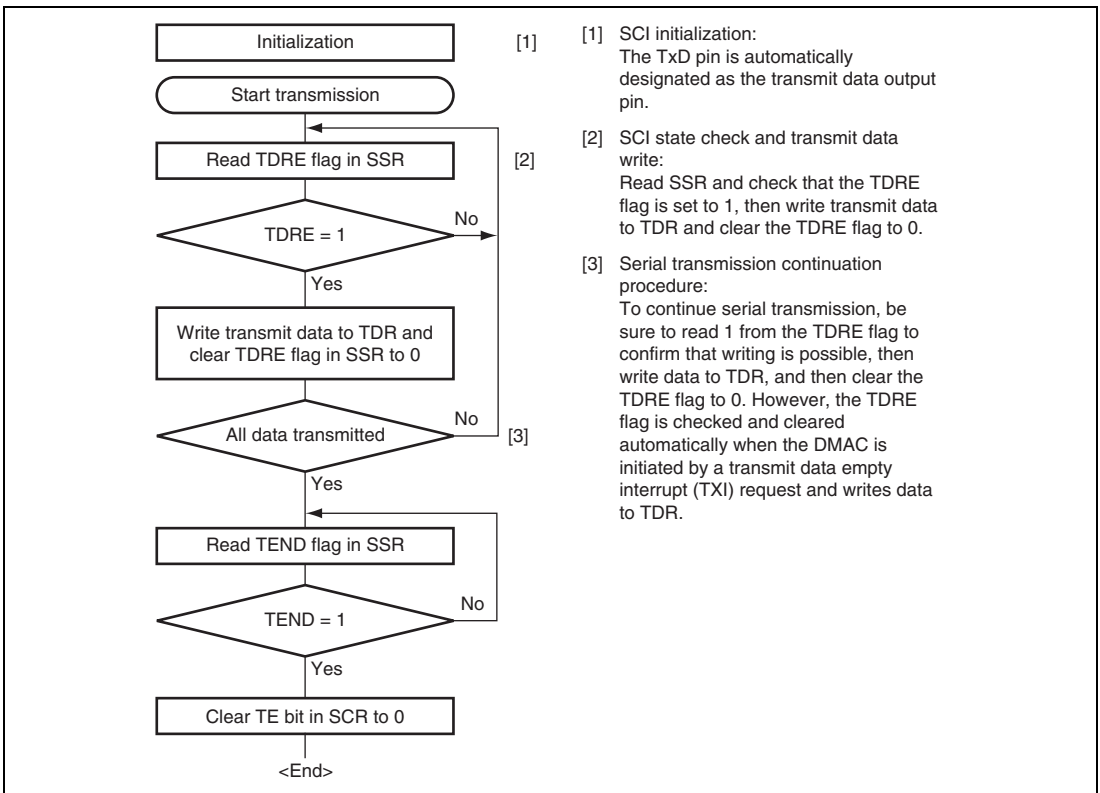 Initialization
[1]
Start transmission
Read TDRE flag in SSR
[2]
TDRE = 1
No
Yes
Write transmit data to TDR and
clear TDRE flag in SSR to 0
All data transmitted
No
[3]
Yes
Read TEND flag in SSR
TEND = 1
No
Yes
Clear TE bit in SCR to 0
<End>
[1] SCI initialization:
The TxD pin is automatically
designated as the transmit data output
pin.
[2] SCI state check and transmit data
write:
Read SSR and check that the TDRE
flag is set to 1, then write transmit data
to TDR and clear the TDRE flag to 0.
[3] Serial transmission continuation
procedure:
To continue serial transmission, be
sure to read 1 from the TDRE flag to
confirm that writing is possible, then
write data to TDR, and then clear the
TDRE flag to 0. However, the TDRE
flag is checked and cleared
automatically when the DMAC is
initiated by a transmit data empty
interrupt (TXI) request and writes data
to TDR.